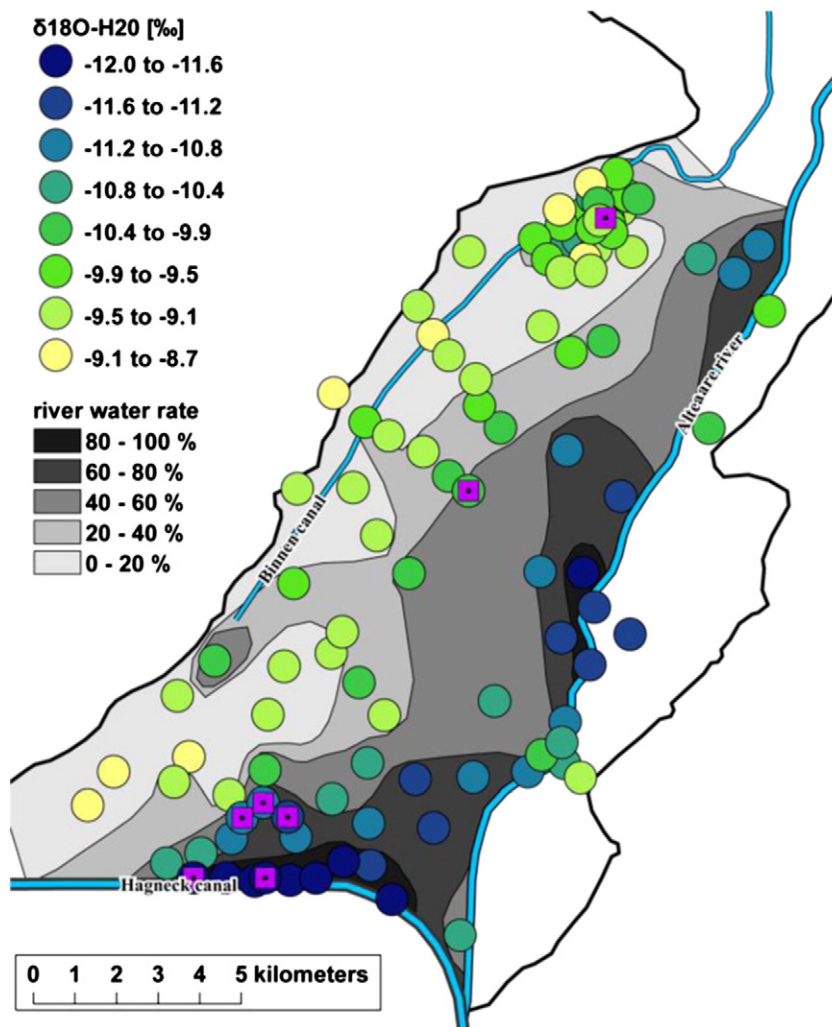 δ18O-H20 [‰]
-12.0 to -11.6
-11.6 to -11.2
-11.2 to -10.8
-10.8 to -10.4
-10.4 to -9.9
-9.9 to -9.5
-9.5 to -9.1
-9.1 to -8.7
river water rate
80 - 100 %
60 - 80 %
40 - 60 %
20 - 40 %
0 - 20 %
Alteaare river
Binnen canal
Hagneck canal
0 1 2 3 4 5 kilometers